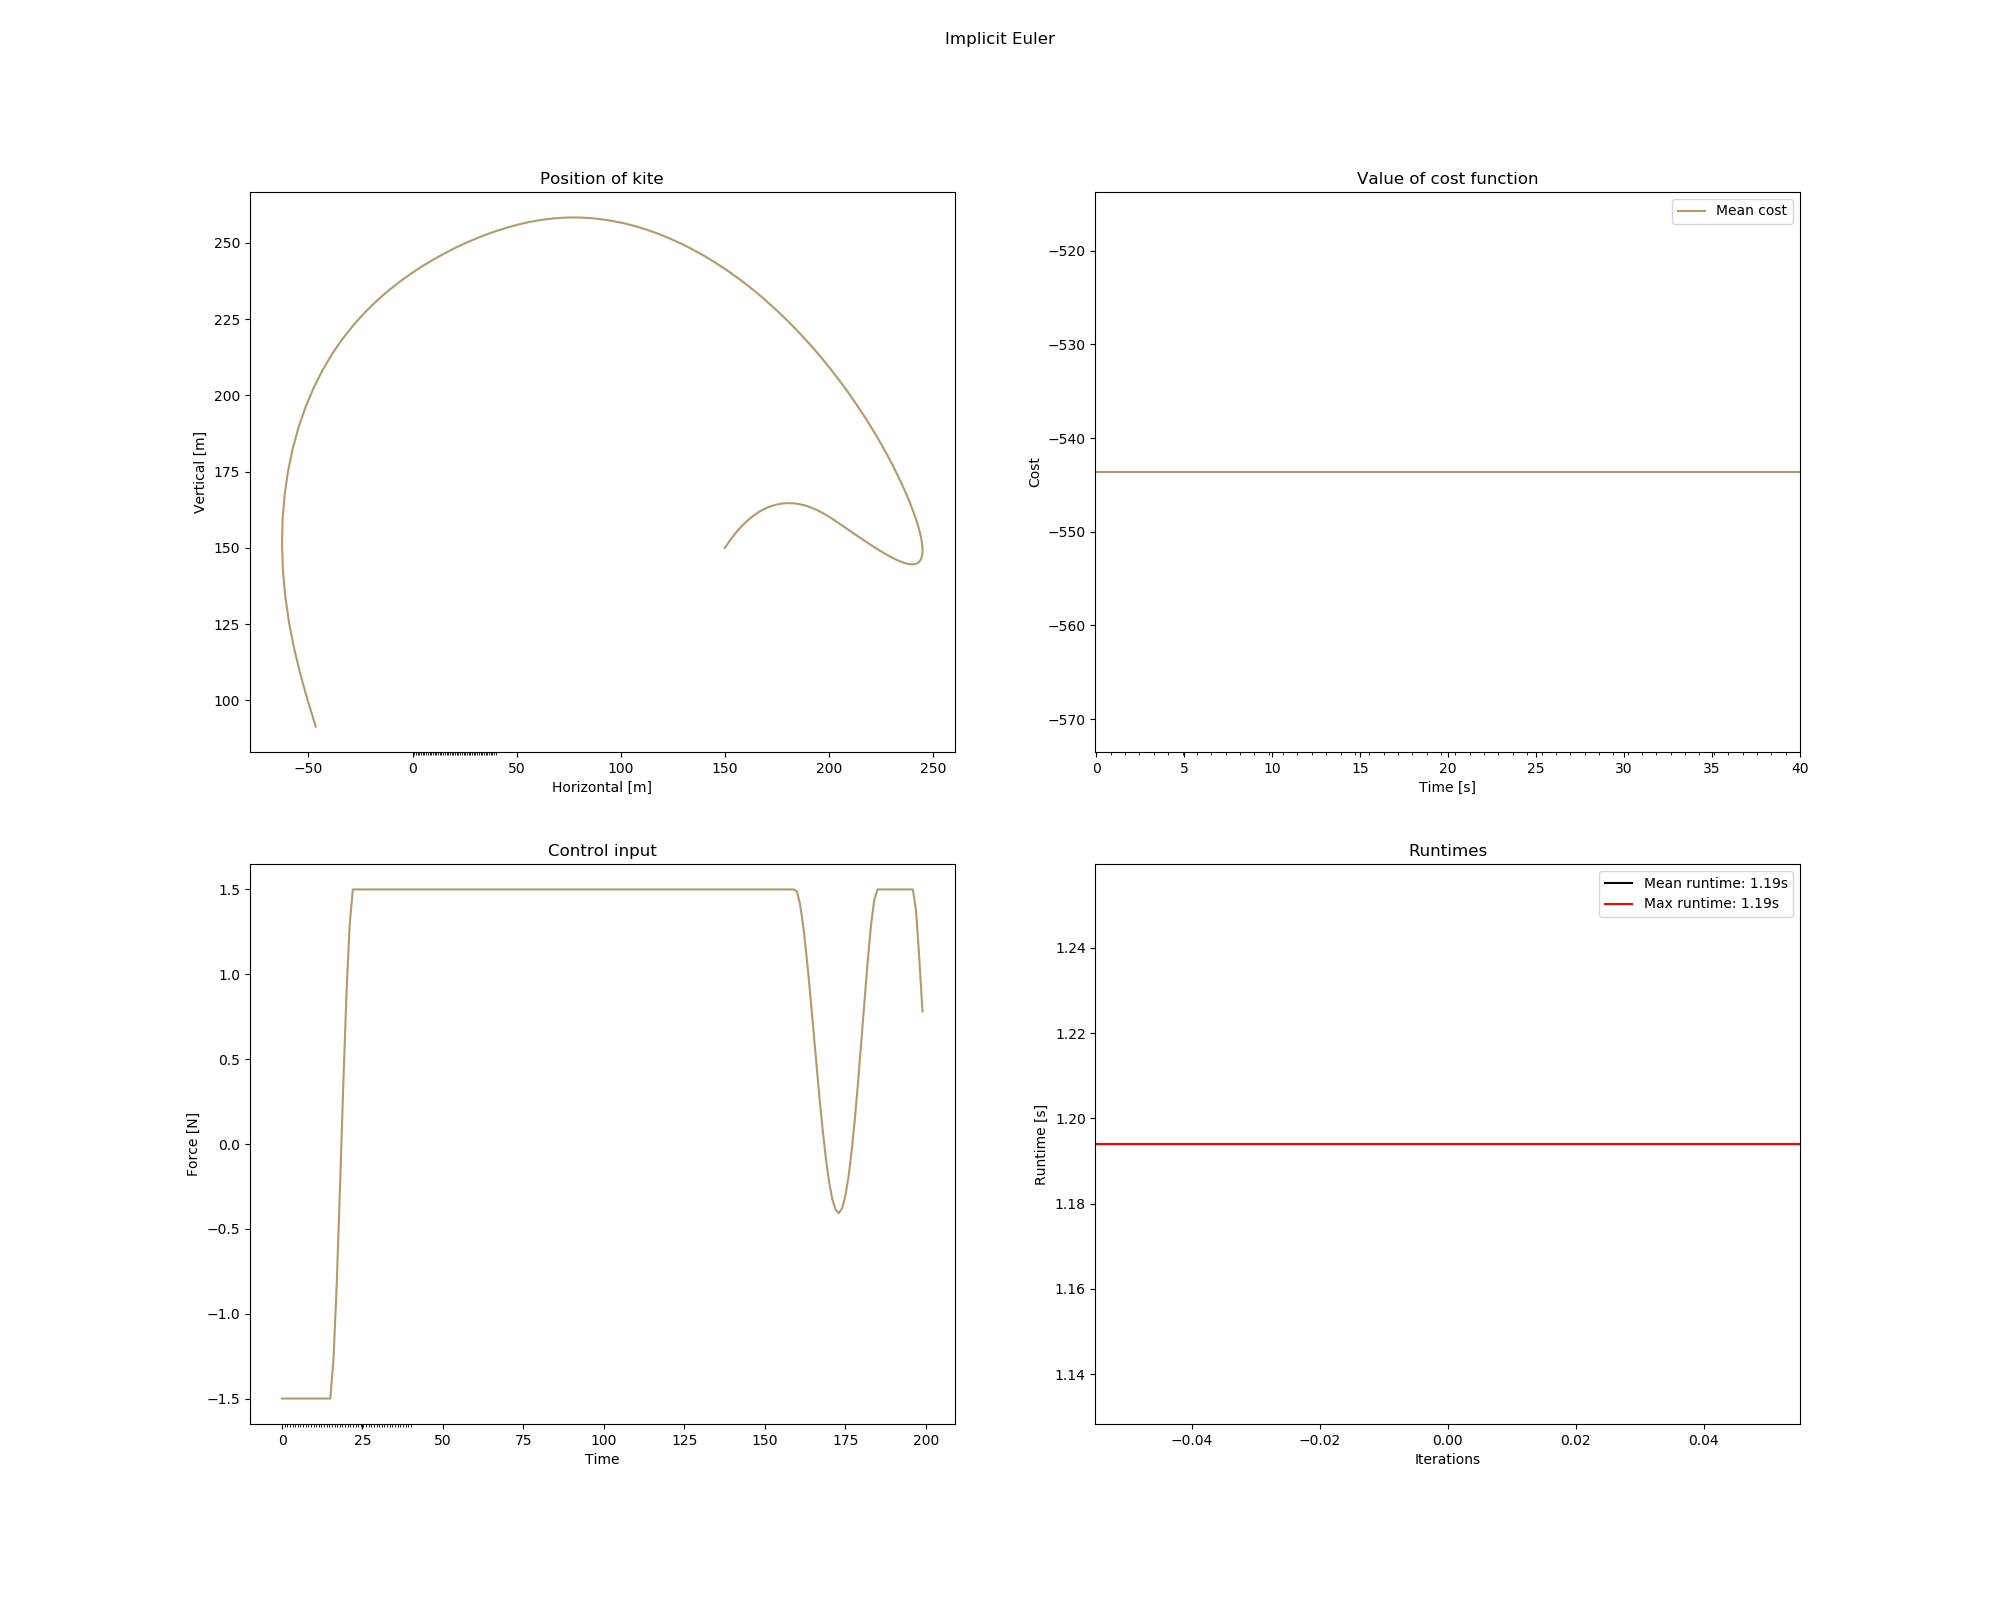 Implicit Euler
Position of kite
250
225
200
175
150
125
100
Vertical [m]
−50 0 50 100 150 200 250
Horizontal [m]
Value of cost function
Mean cost
−520
−530
−540
−550
−560
−570
Cost
0 5 10 15 20 25 30 35 40
Time [s]
Control input
1.5
1.0
0.5
0.0
−0.5
−1.0
−1.5
Force [N]
0 25 50 75 100 125 150 175 200
Time
Runtimes
Mean runtime: 1.19s
Max runtime: 1.19s
1.24
1.22
1.20
1.18
1.16
1.14
Runtime [s]
−0.04 −0.02 0.00 0.02 0.04
Iterations